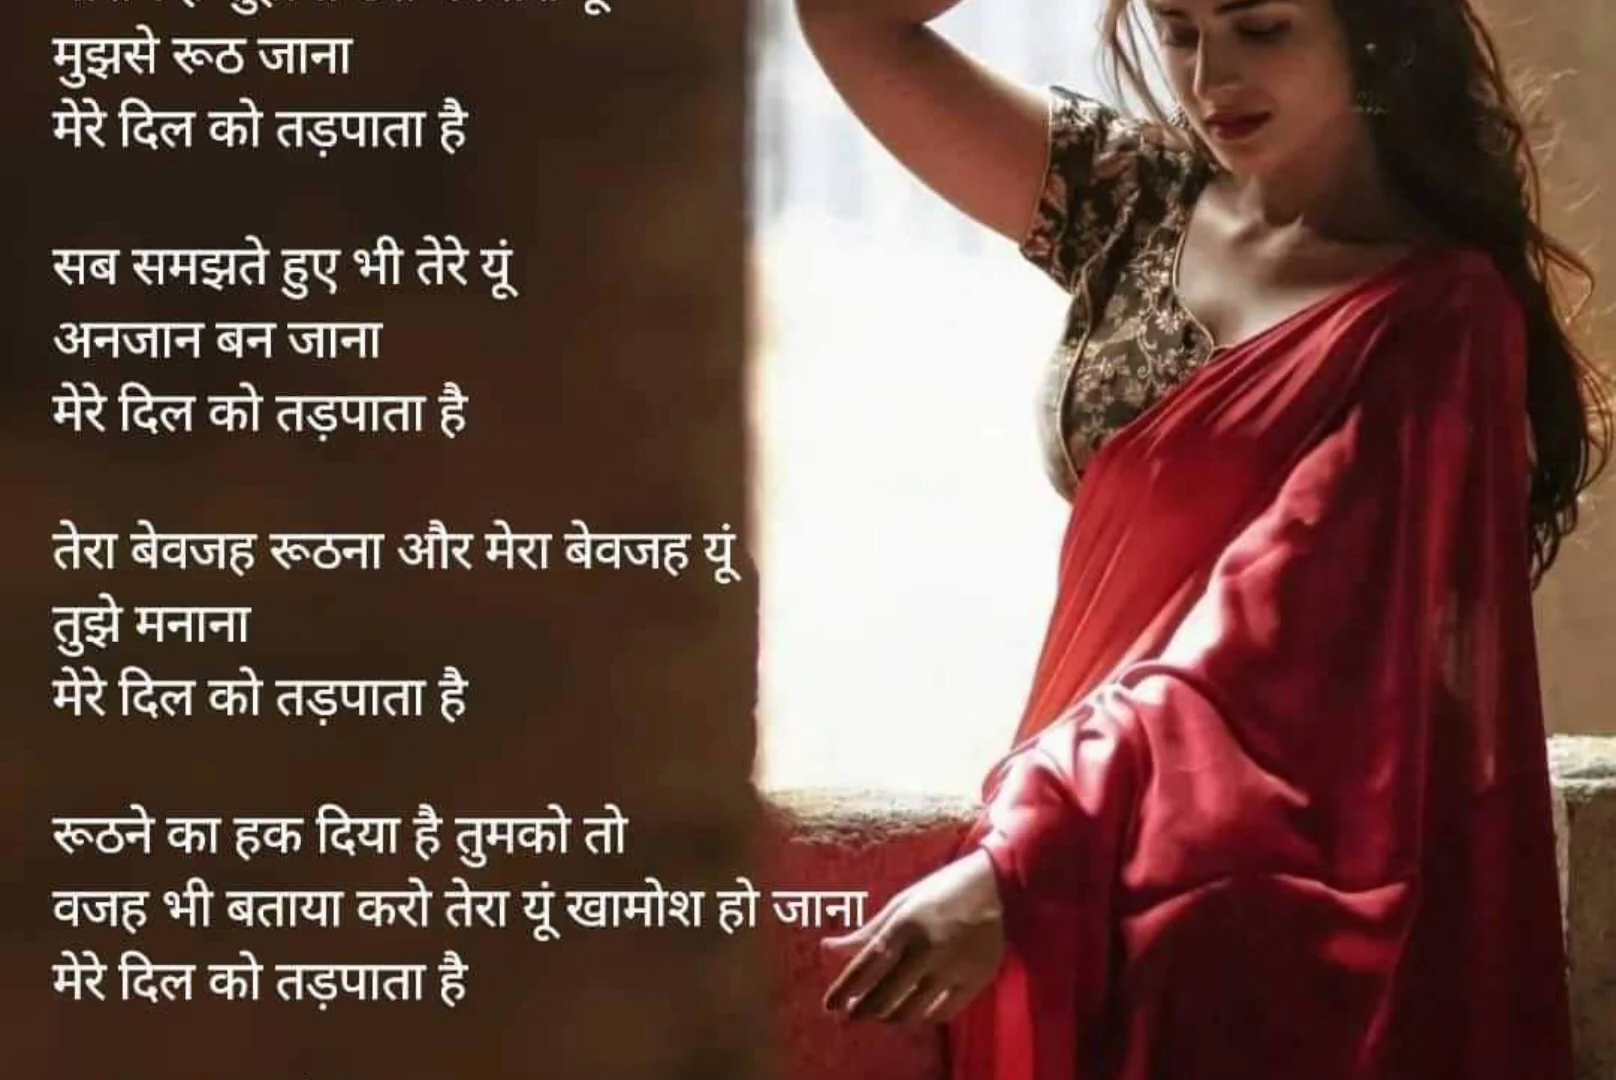 मुझसे रूठ जाना
मेरे दिल को तड़पाता है
सब समझते हुए भी तेरे यूं
अनजान बन जाना
मेरे दिल को तड़पाता है
तेरा बेवजह रूठना और मेरा बेवजह यूं
तुझे मनाना
मेरे दिल को तड़पाता है
रूठने का हक दिया है तुमको तो
वजह भी बताया करो तेरा यूं खामोश हो जाना
मेरे दिल को तड़पाता है